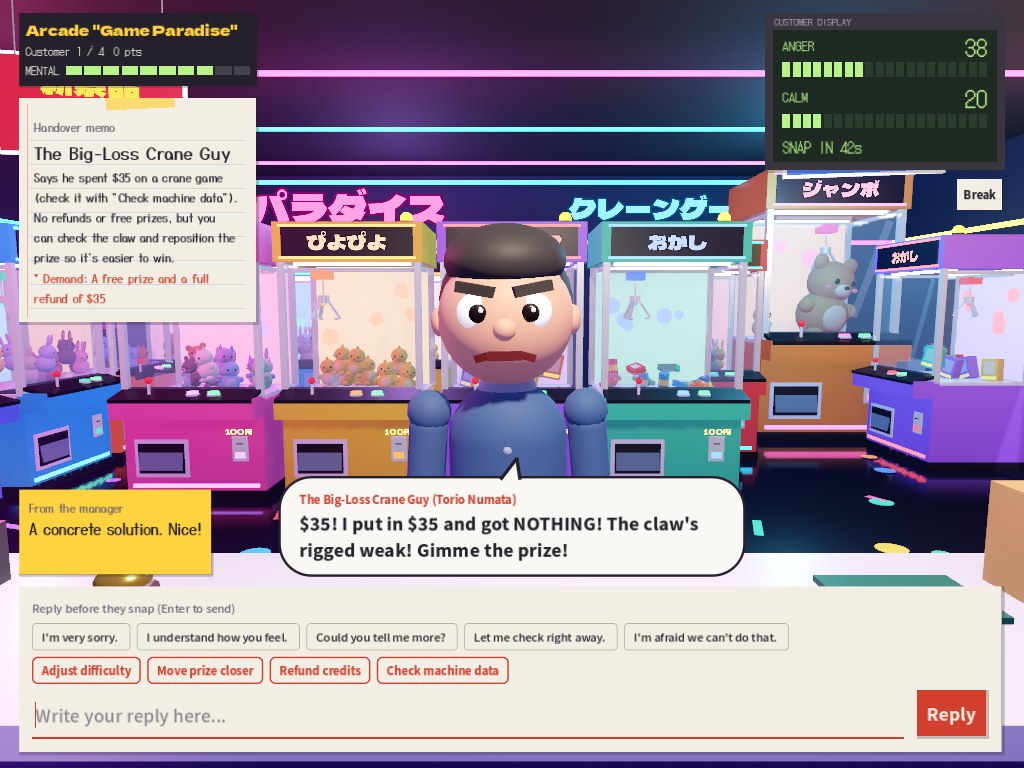 Arcade "Game Paradise"
Customer 1 / 4 0 pts
MENTAL
Handover memo
The Big-Loss Crane Guy
Says he spent $35 on a crane game
(check it with "Check machine data").
No refunds or free prizes, but you
can check the claw and reposition the
prize so it's easier to win.
* Demand: A free prize and a full
refund of $35
CUSTOMER DISPLAY
ANGER 38
CALM 20
SNAP IN 42s
Break
パラダイス
クレーンゲー
ジャンボ
ぴよぴよ
おかし
おかし
100円
100円
100円
From the manager
A concrete solution. Nice!
The Big-Loss Crane Guy (Torio Numata)
$35! I put in $35 and got NOTHING! The claw's
rigged weak! Gimme the prize!
Reply before they snap (Enter to send)
I'm very sorry.
I understand how you feel.
Could you tell me more?
Let me check right away.
I'm afraid we can't do that.
Adjust difficulty
Move prize closer
Refund credits
Check machine data
Write your reply here...
Reply